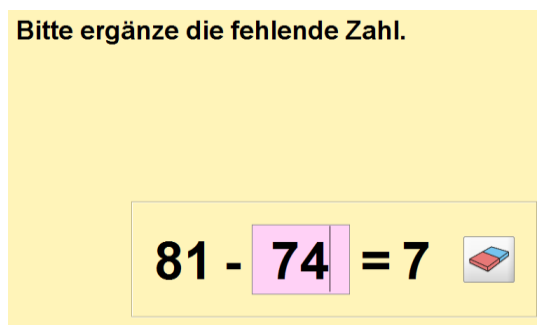 Bitte ergänze die fehlende Zahl.
81 - 74 = 7